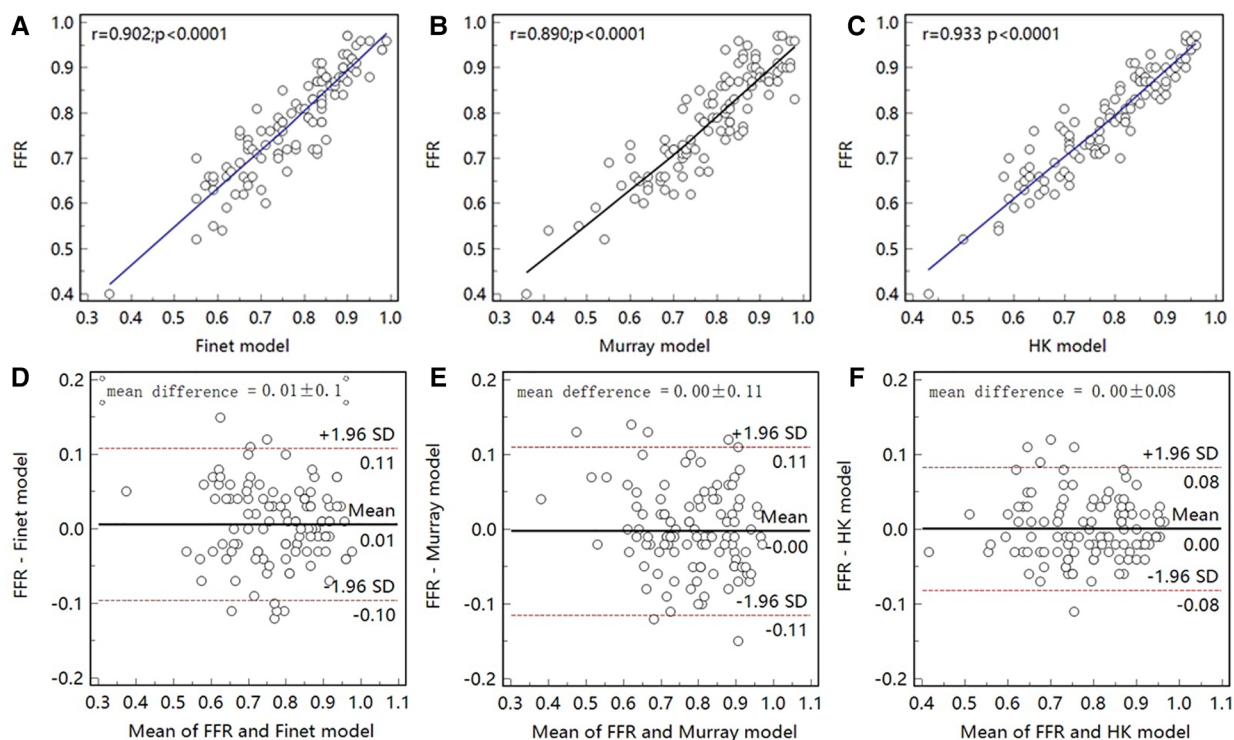 A
r=0.902;p<0.0001
FFR
1.0
0.9
0.8
0.7
0.6
0.5
0.4
0.3 0.4 0.5 0.6 0.7 0.8 0.9 1.0
Finet model
B
r=0.890;p<0.0001
FFR
1.0
0.9
0.8
0.7
0.6
0.5
0.4
0.3 0.4 0.5 0.6 0.7 0.8 0.9 1.0
Murray model
C
r=0.933 p<0.0001
FFR
1.0
0.9
0.8
0.7
0.6
0.5
0.4
0.4 0.5 0.6 0.7 0.8 0.9 1.0
HK model
D
mean difference = 0.01±0.1
FFR - Finet model
0.2
0.1
0.0
-0.1
-0.2
+1.96 SD
0.11
Mean
0.01
-1.96 SD
-0.10
0.3 0.4 0.5 0.6 0.7 0.8 0.9 1.0 1.1
Mean of FFR and Finet model
E
mean defference = 0.00±0.11
FFR - Murray model
0.2
0.1
0.0
-0.1
-0.2
+1.96 SD
0.11
Mean
-0.00
-1.96 SD
-0.11
0.3 0.4 0.5 0.6 0.7 0.8 0.9 1.0 1.1
Mean of FFR and Murray model
F
mean difference = 0.00±0.08
FFR - HK model
0.2
0.1
0.0
-0.1
-0.2
+1.96 SD
0.08
Mean
0.00
-1.96 SD
-0.08
0.4 0.5 0.6 0.7 0.8 0.9 1.0 1.1
Mean of FFR and HK model